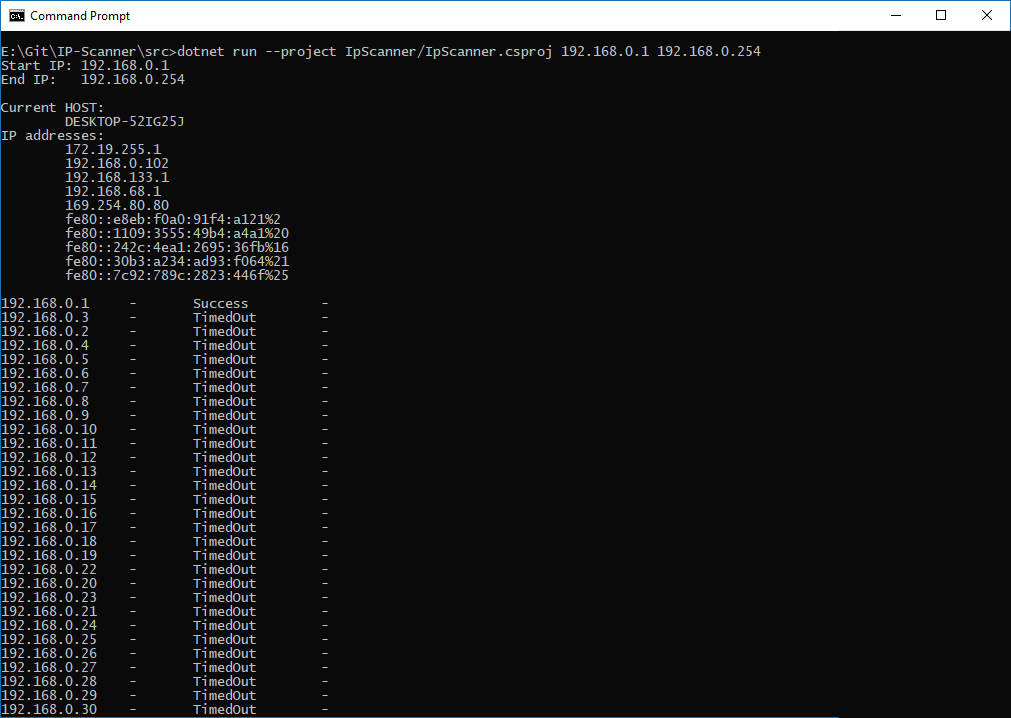 Command Prompt
E:\Git\IP-Scanner\src>dotnet run --project IpScanner/IpScanner.csproj 192.168.0.1 192.168.0.254
Start IP: 192.168.0.1
End IP:   192.168.0.254
Current HOST:
        DESKTOP-52IG25J
IP addresses:
        172.19.255.1
        192.168.0.102
        192.168.133.1
        192.168.68.1
        169.254.80.80
        fe80::e8eb:f0a0:91f4:a121%2
        fe80::1109:3555:49b4:a4a1%20
        fe80::242c:4ea1:2695:36fb%16
        fe80::30b3:a234:ad93:f064%21
        fe80::7c92:789c:2823:446f%25
192.168.0.1     -       Success         -
192.168.0.3     -       TimedOut        -
192.168.0.2     -       TimedOut        -
192.168.0.4     -       TimedOut        -
192.168.0.5     -       TimedOut        -
192.168.0.6     -       TimedOut        -
192.168.0.7     -       TimedOut        -
192.168.0.8     -       TimedOut        -
192.168.0.9     -       TimedOut        -
192.168.0.10    -       TimedOut        -
192.168.0.11    -       TimedOut        -
192.168.0.12    -       TimedOut        -
192.168.0.13    -       TimedOut        -
192.168.0.14    -       TimedOut        -
192.168.0.15    -       TimedOut        -
192.168.0.16    -       TimedOut        -
192.168.0.17    -       TimedOut        -
192.168.0.18    -       TimedOut        -
192.168.0.19    -       TimedOut        -
192.168.0.22    -       TimedOut        -
192.168.0.20    -       TimedOut        -
192.168.0.23    -       TimedOut        -
192.168.0.21    -       TimedOut        -
192.168.0.24    -       TimedOut        -
192.168.0.25    -       TimedOut        -
192.168.0.26    -       TimedOut        -
192.168.0.27    -       TimedOut        -
192.168.0.28    -       TimedOut        -
192.168.0.29    -       TimedOut        -
192.168.0.30    -       TimedOut        -